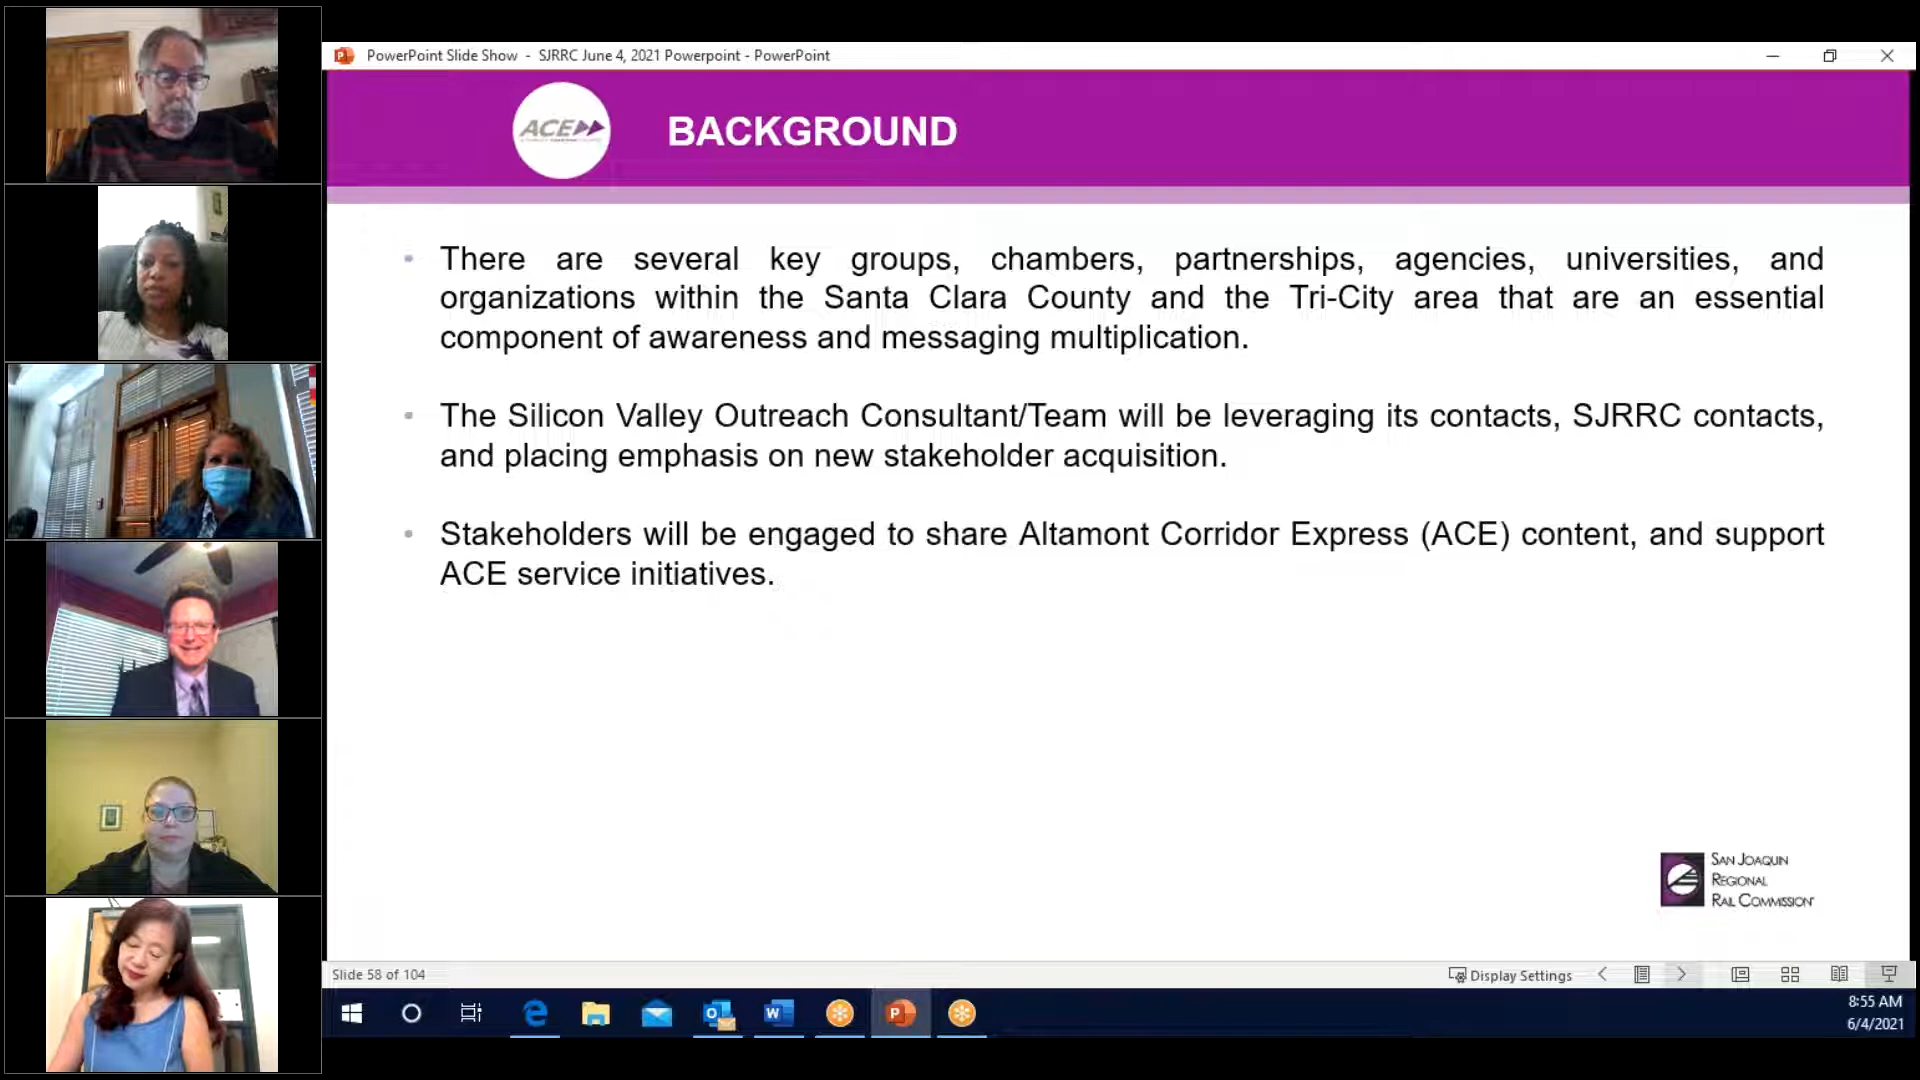 PowerPoint Slide Show - SJRRC June 4, 2021 Powerpoint - PowerPoint
ACE
BACKGROUND
There are several key groups, chambers, partnerships, agencies, universities, and
organizations within the Santa Clara County and the Tri-City area that are an essential
component of awareness and messaging multiplication.
The Silicon Valley Outreach Consultant/Team will be leveraging its contacts, SJRRC contacts,
and placing emphasis on new stakeholder acquisition.
Stakeholders will be engaged to share Altamont Corridor Express (ACE) content, and support
ACE service initiatives.
SAN JOAQUIN
REGIONAL
RAIL COMMISSION
Slide 58 of 104
Display Settings
8:55 AM
6/4/2021